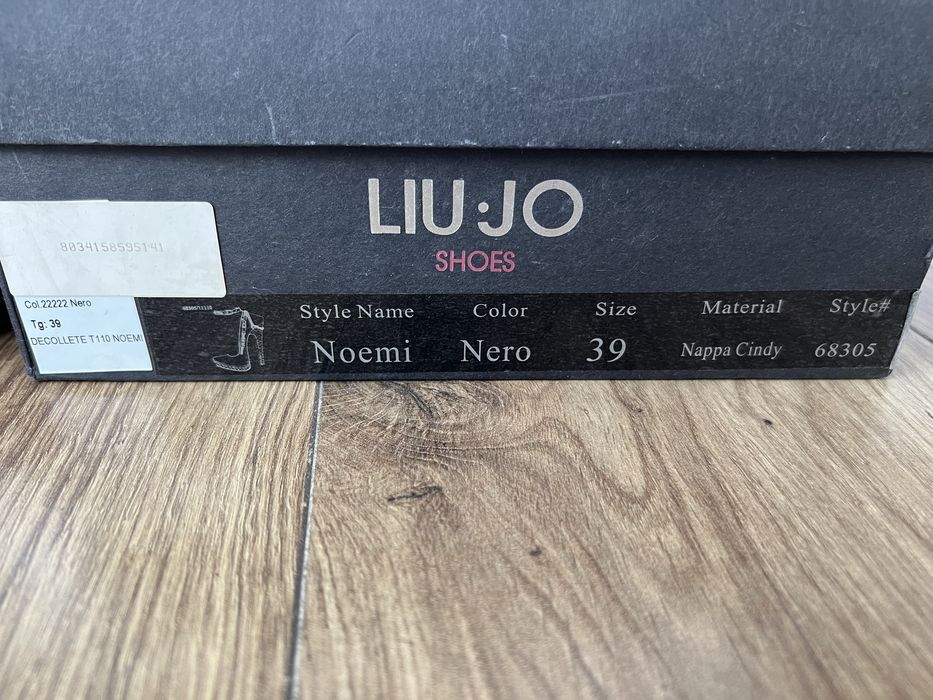 LIU·JO
SHOES
8034158595141
Col.22222 Nero
Tg: 39
DECOLLETE T110 NOEMI
Style Name Color Size Material Style#
Noemi Nero 39 Nappa Cindy 68305